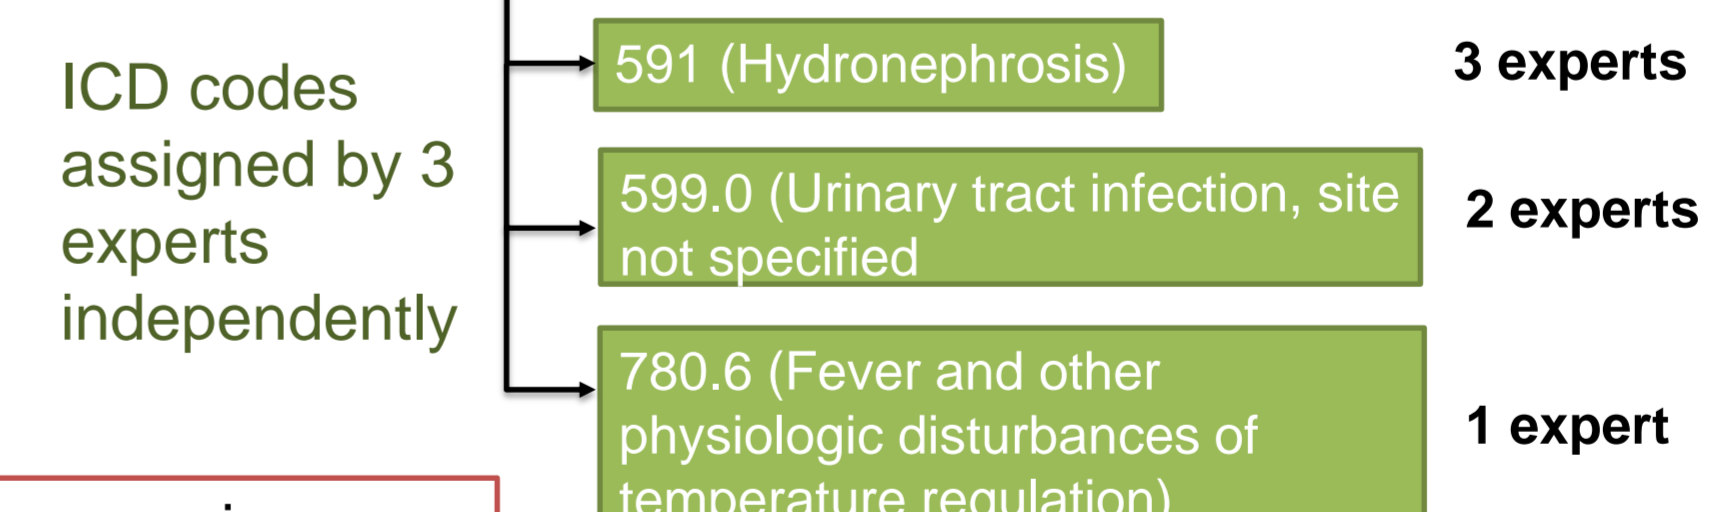 ICD codes
assigned by 3
experts
independently
591 (Hydronephrosis)
3 experts
599.0 (Urinary tract infection, site
not specified
2 experts
780.6 (Fever and other
physiologic disturbances of
temperature regulation)
1 expert